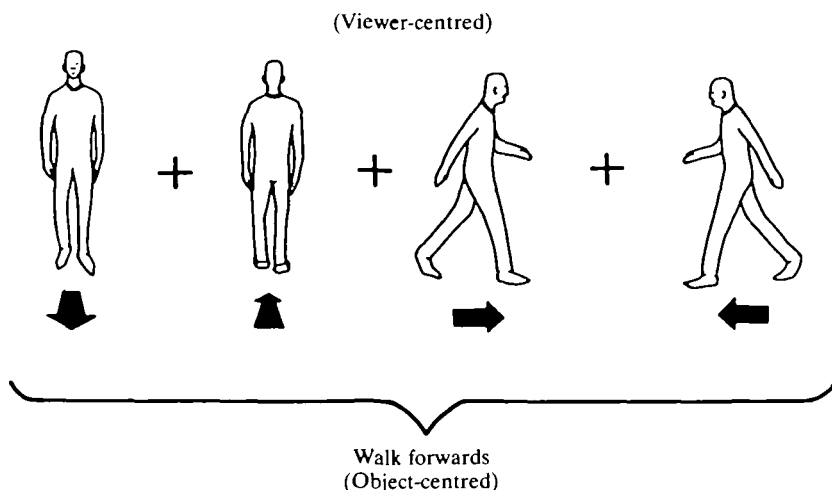 (Viewer-centred)
+ + +
Walk forwards
(Object-centred)